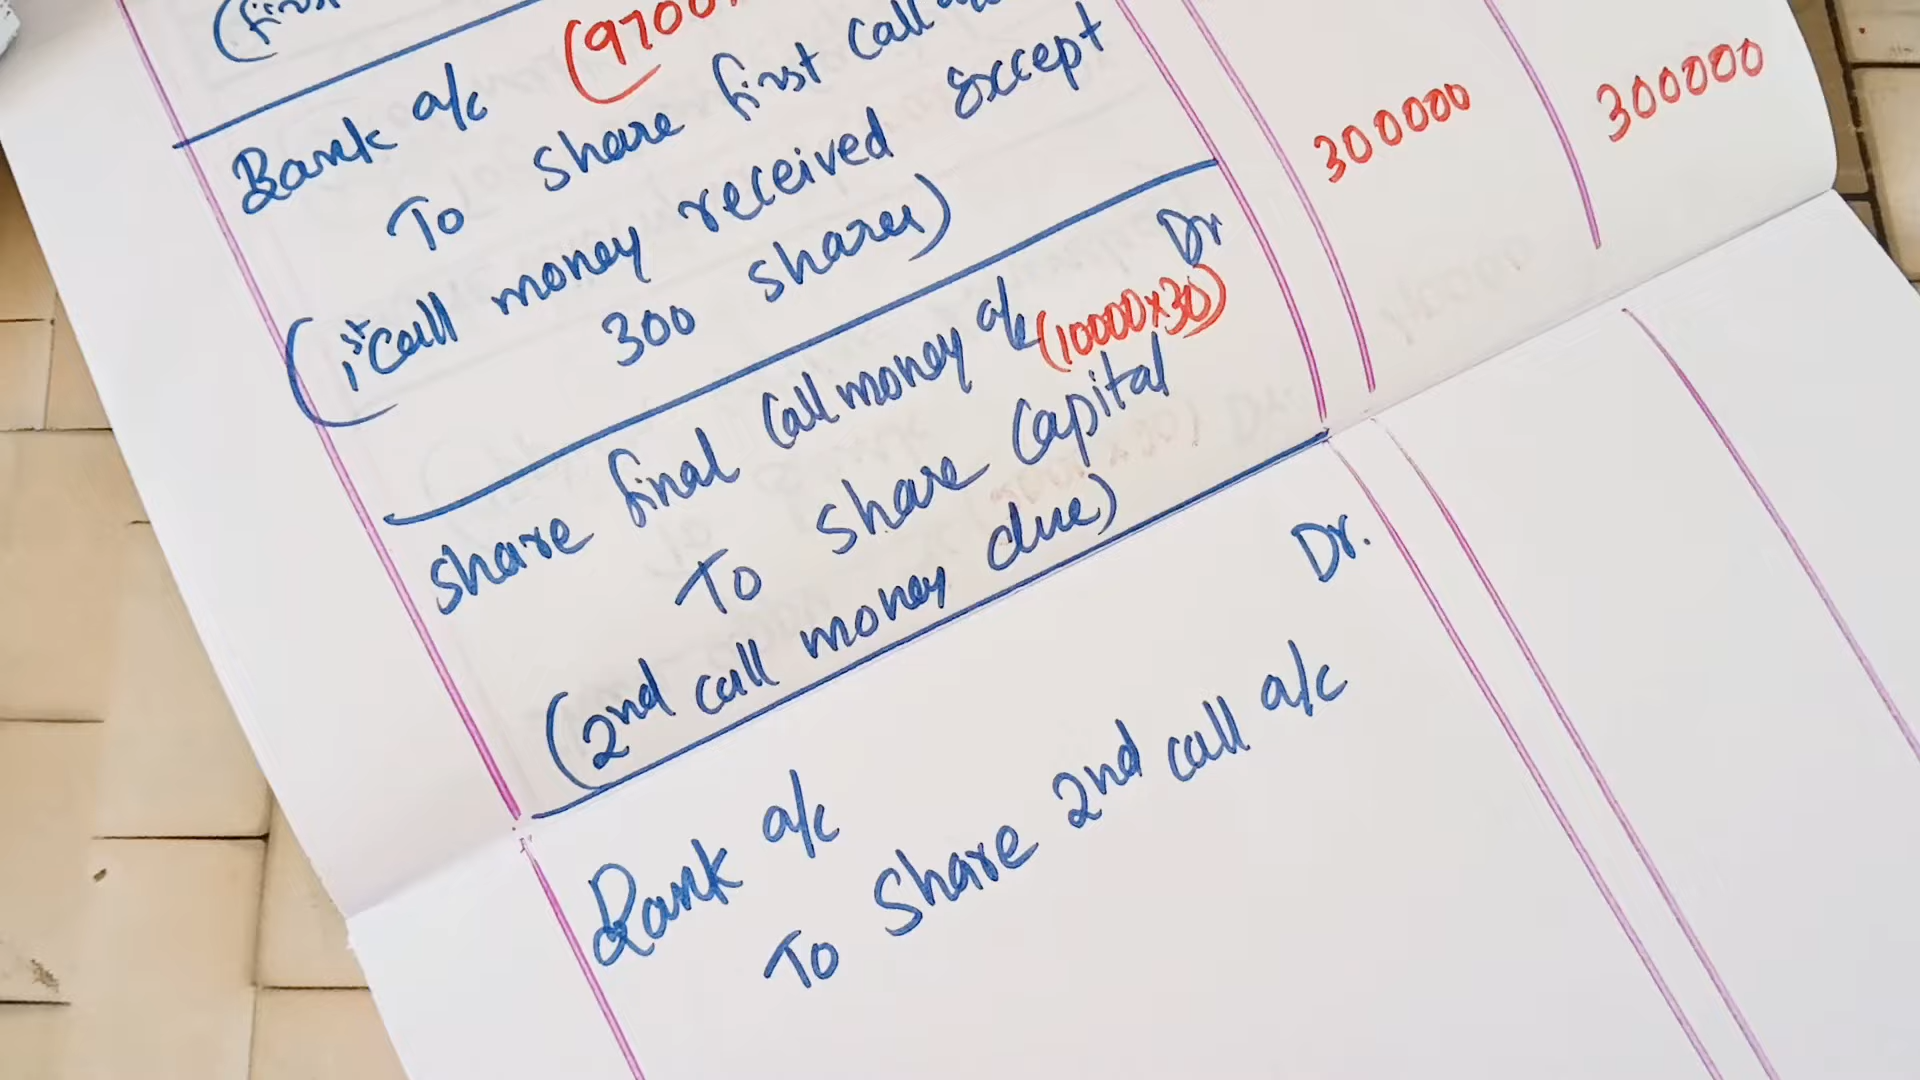 (first
Bank a/c (9700
To share first call a/c
(1st call money received except
300 shares)
Dr
share final call money a/c (10000x30) 300000
To share Capital 300000
(2nd call money due)
Bank a/c Dr.
To share 2nd call a/c